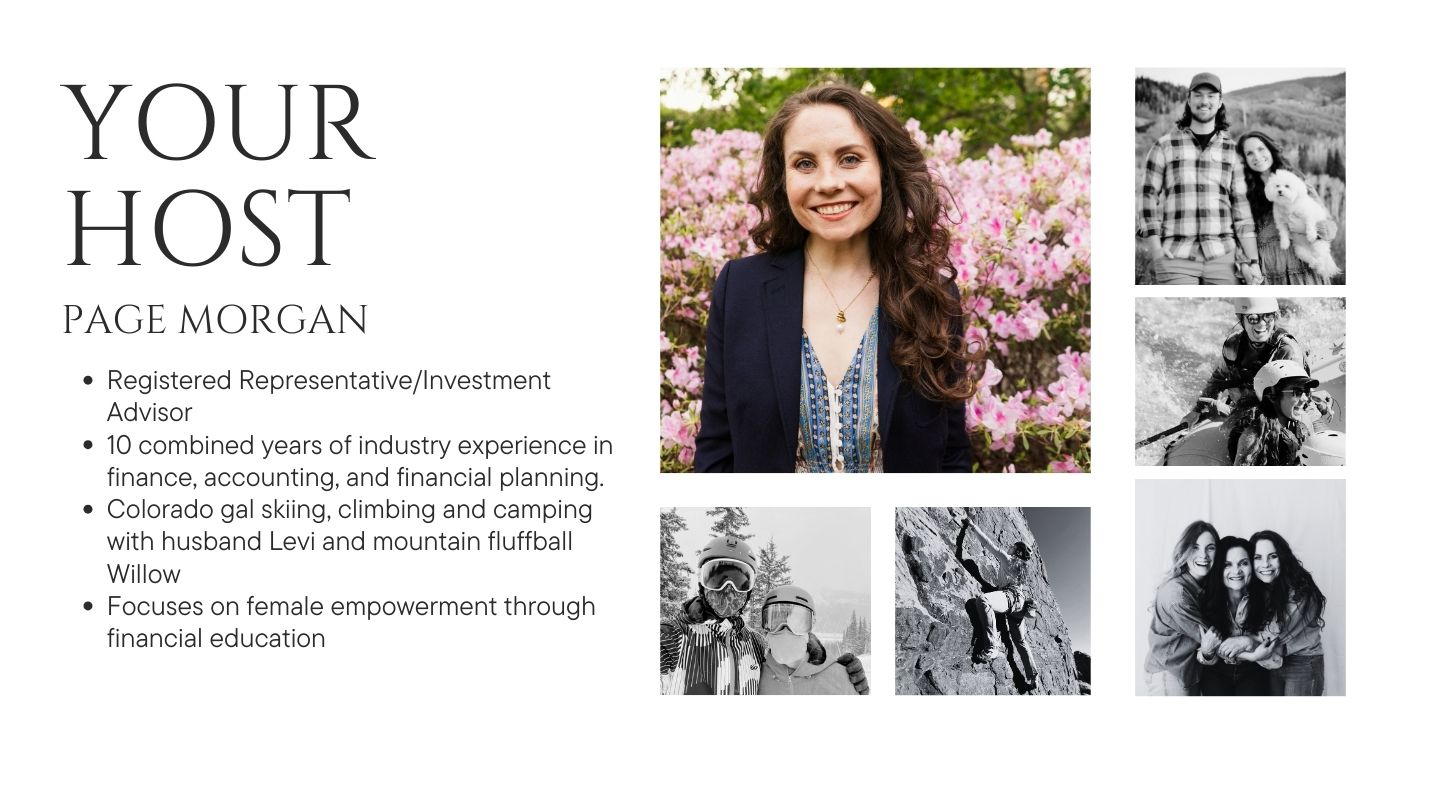 YOUR
HOST
PAGE MORGAN
• Registered Representative/Investment
Advisor
• 10 combined years of industry experience in
finance, accounting, and financial planning.
• Colorado gal skiing, climbing and camping
with husband Levi and mountain fluffball
Willow
• Focuses on female empowerment through
financial education